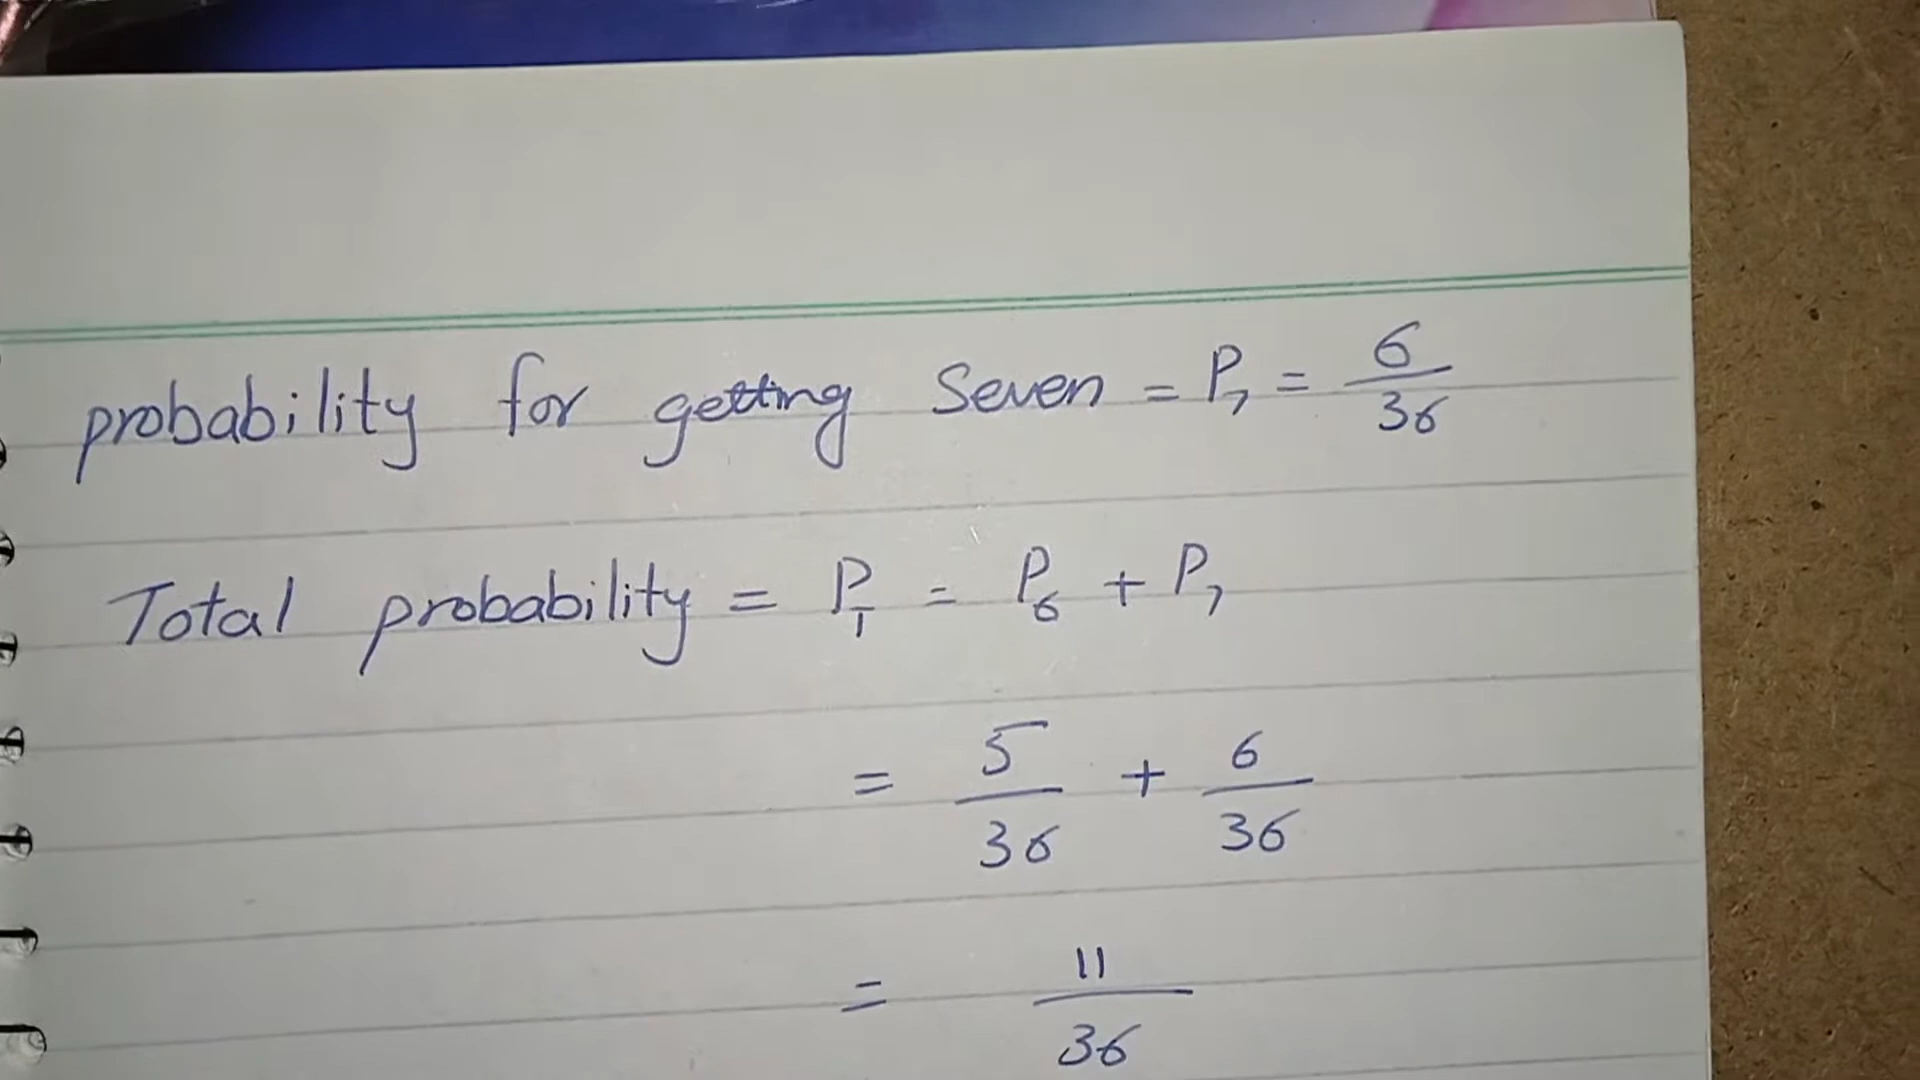 probability for getting Seven = P₇ = 6/36
Total probability = P_T = P₆ + P₇
= 5/36 + 6/36
= 11/36